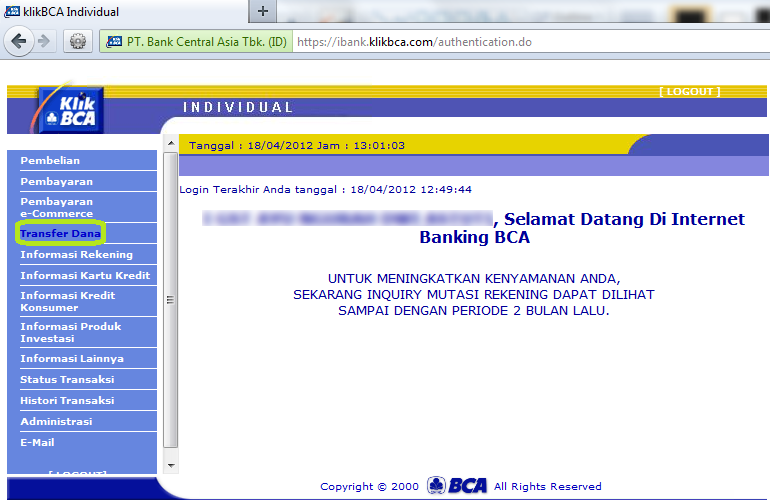 klikBCA Individual
PT. Bank Central Asia Tbk. (ID) https://ibank.klikbca.com/authentication.do
[ LOGOUT ]
Klik
BCA
INDIVIDUAL
Tanggal : 18/04/2012 Jam : 13:01:03
Pembelian
Pembayaran
Pembayaran
e-Commerce
Transfer Dana
Informasi Rekening
Informasi Kartu Kredit
Informasi Kredit
Konsumer
Informasi Produk
Investasi
Informasi Lainnya
Status Transaksi
Histori Transaksi
Administrasi
E-Mail
[ LOGOUT]
Login Terakhir Anda tanggal : 18/04/2012 12:49:44
, Selamat Datang Di Internet
Banking BCA
UNTUK MENINGKATKAN KENYAMANAN ANDA,
SEKARANG INQUIRY MUTASI REKENING DAPAT DILIHAT
SAMPAI DENGAN PERIODE 2 BULAN LALU.
Copyright © 2000 BCA All Rights Reserved